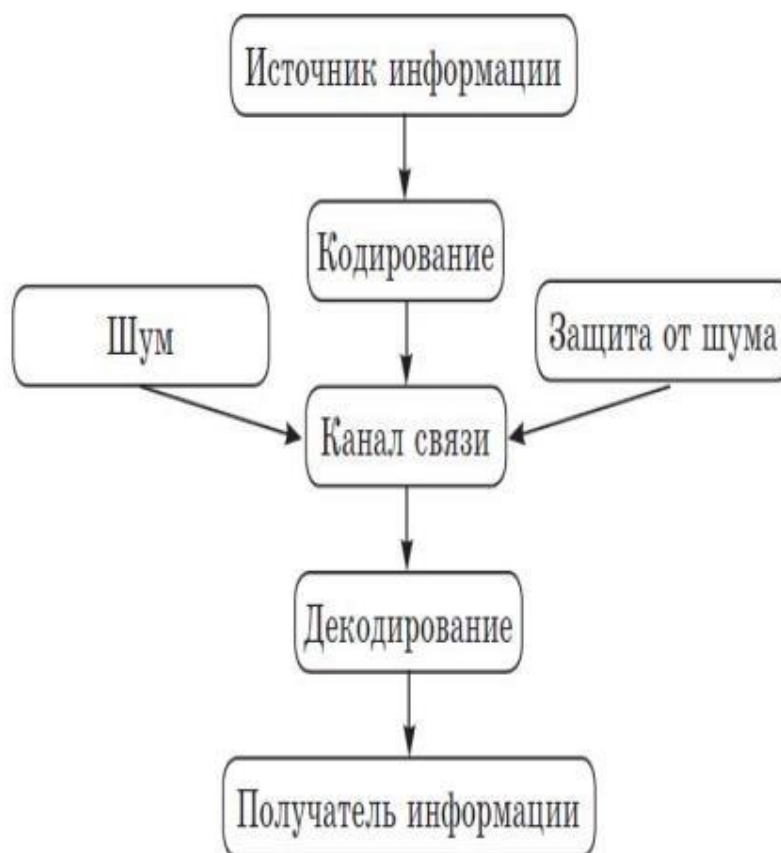 Источник информации
Кодирование
Шум
Защита от шума
Канал связи
Декодирование
Получатель информации